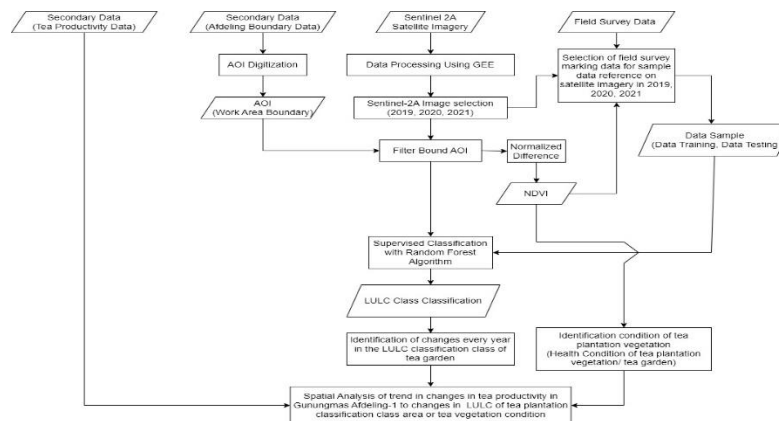 Secondary Data
(Tea Productivity Data)
Secondary Data
(Afdeling Boundary Data)
Sentinel 2A
Satellite Imagery
Field Survey Data
AOI Digitization
Data Processing Using GEE
Selection of field survey
marking data for sample
data reference on
satellite imagery in 2019,
2020, 2021
AOI
(Work Area Boundary)
Sentinel-2A Image selection
(2019, 2020, 2021)
Data Sample
(Data Training, Data Testing)
Filter Bound AOI
Normalized
Difference
NDVI
Supervised Classification
with Random Forest
Algorithm
LULC Class Classification
Identification of changes every year
in the LULC classification class of
tea garden
Identification condition of tea
plantation vegetation
(Health Condition of tea plantation
vegetation/ tea garden)
Spatial Analysis of trend in changes in tea productivity in
Gunungmas Afdeling-1 to changes in LULC of tea plantation
classification class area or tea vegetation condition